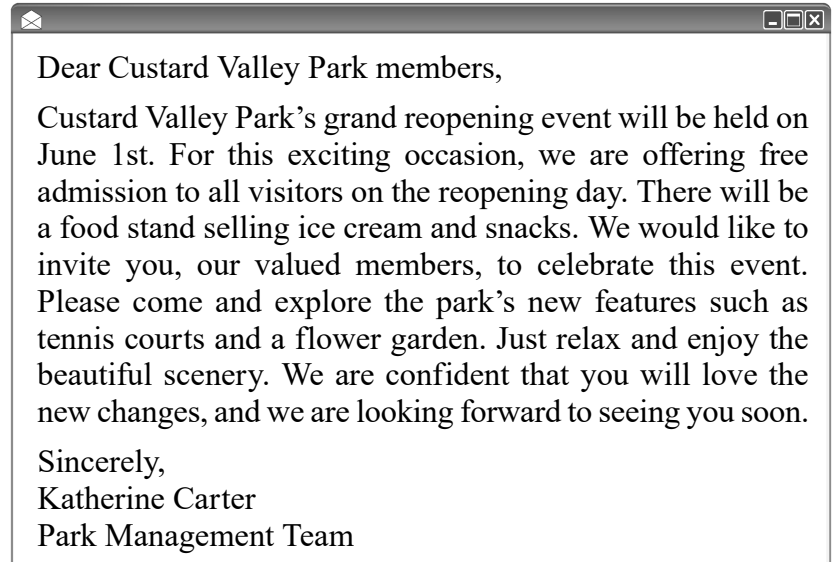 Dear Custard Valley Park members,
Custard Valley Park’s grand reopening event will be held on
June 1st. For this exciting occasion, we are offering free
admission to all visitors on the reopening day. There will be
a food stand selling ice cream and snacks. We would like to
invite you, our valued members, to celebrate this event.
Please come and explore the park’s new features such as
tennis courts and a flower garden. Just relax and enjoy the
beautiful scenery. We are confident that you will love the
new changes, and we are looking forward to seeing you soon.
Sincerely,
Katherine Carter
Park Management Team